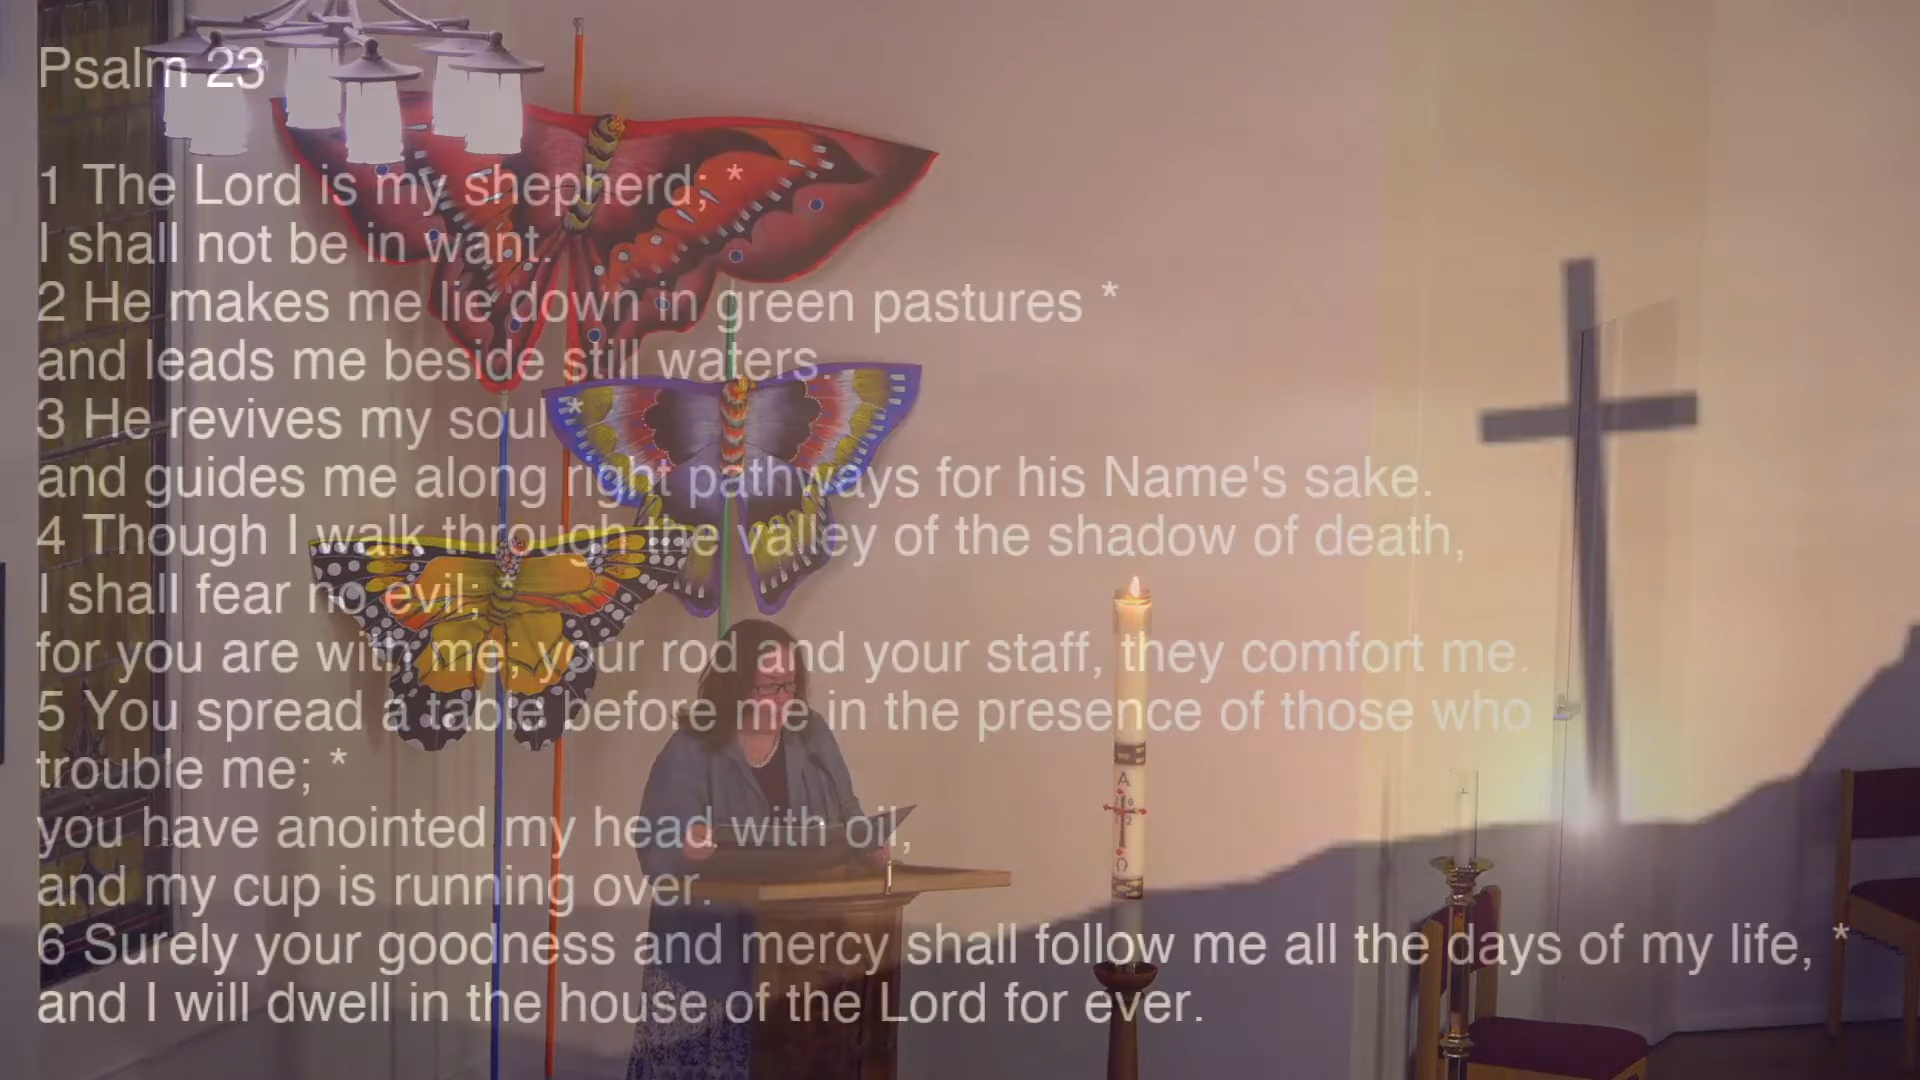 Psalm 23
1 The Lord is my shepherd; *
I shall not be in want.
2 He makes me lie down in green pastures *
and leads me beside still waters.
3 He revives my soul *
and guides me along right pathways for his Name's sake.
4 Though I walk through the valley of the shadow of death,
I shall fear no evil; *
for you are with me; your rod and your staff, they comfort me.
5 You spread a table before me in the presence of those who
trouble me; *
you have anointed my head with oil,
and my cup is running over.
6 Surely your goodness and mercy shall follow me all the days of my life, *
and I will dwell in the house of the Lord for ever.
A